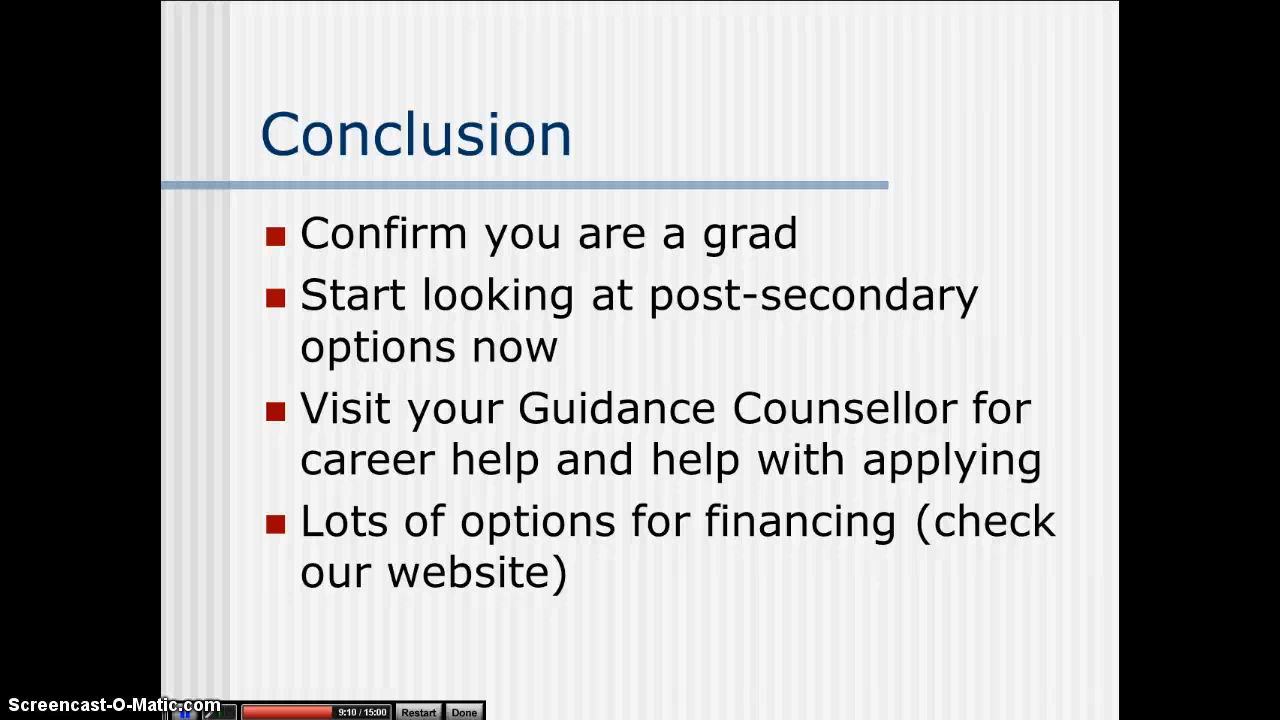 Conclusion
Confirm you are a grad
Start looking at post-secondary
options now
Visit your Guidance Counsellor for
career help and help with applying
Lots of options for financing (check
our website)
Screencast-O-Matic.com
9:10 / 15:00 Restart Done